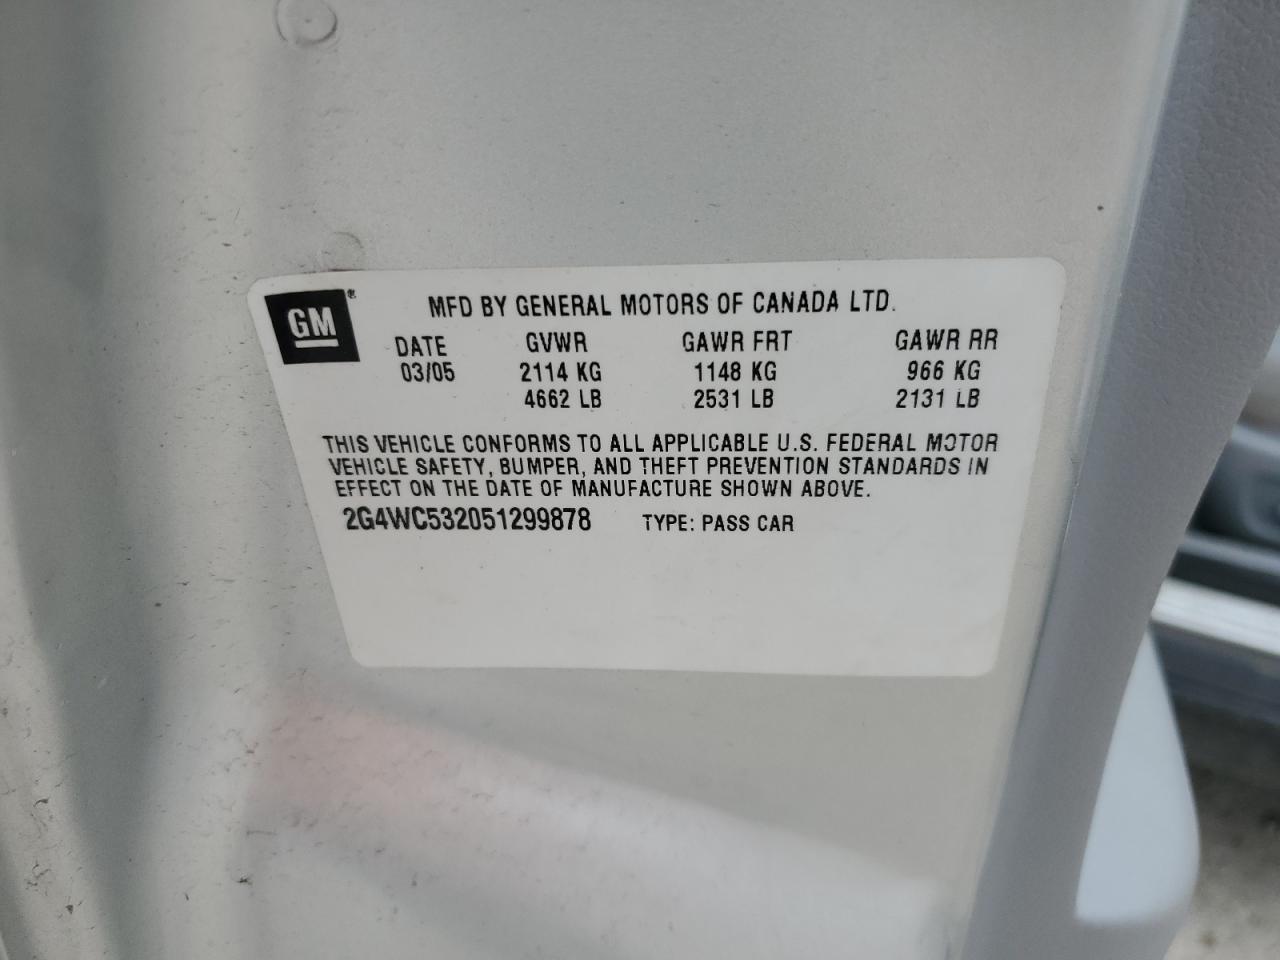 GM®
MFD BY GENERAL MOTORS OF CANADA LTD.
DATE GVWR GAWR FRT GAWR RR
03/05 2114 KG 1148 KG 966 KG
4662 LB 2531 LB 2131 LB
THIS VEHICLE CONFORMS TO ALL APPLICABLE U.S. FEDERAL MOTOR
VEHICLE SAFETY, BUMPER, AND THEFT PREVENTION STANDARDS IN
EFFECT ON THE DATE OF MANUFACTURE SHOWN ABOVE.
2G4WC532051299878 TYPE: PASS CAR